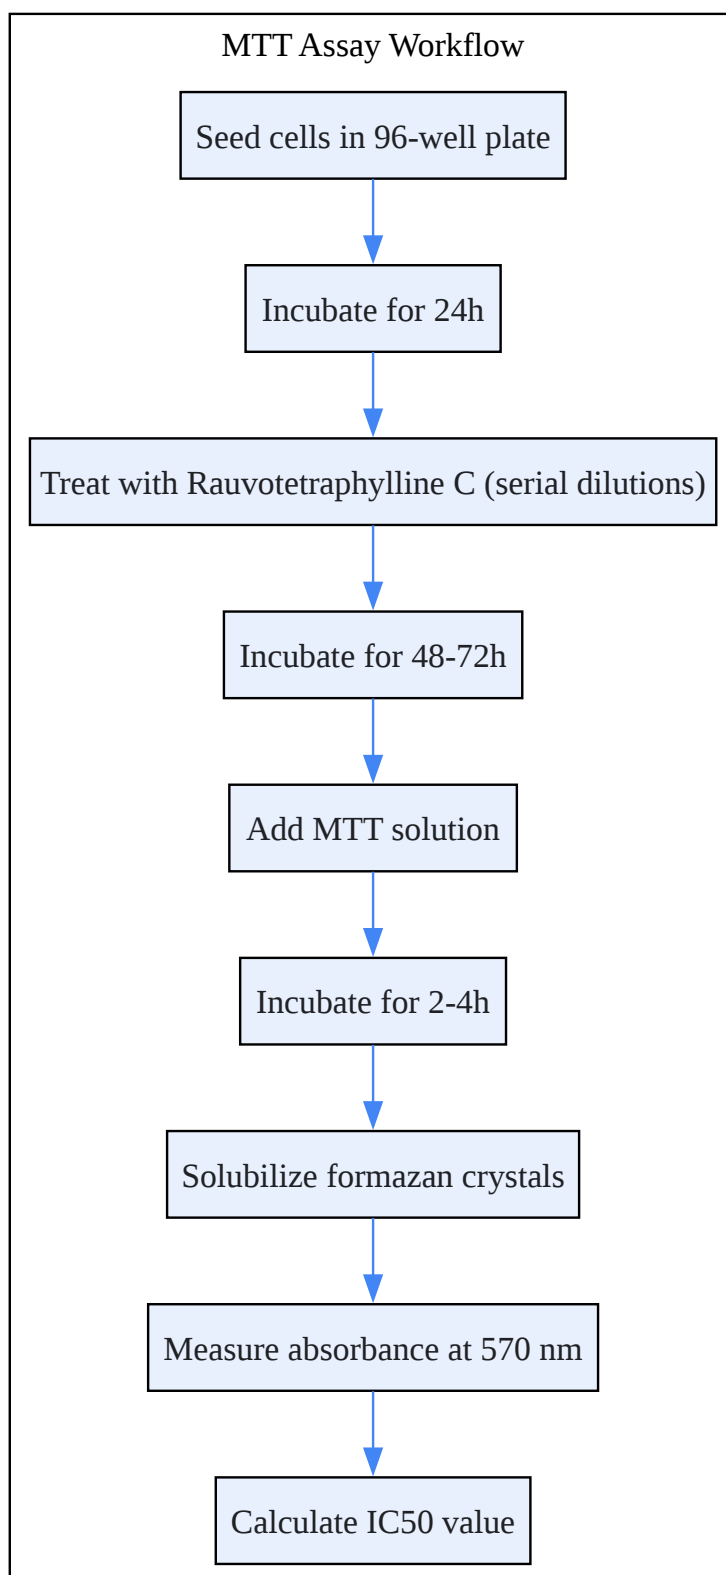 MTT Assay Workflow
Seed cells in 96-well plate
Incubate for 24h
Treat with Rauvotetraphylline C (serial dilutions)
Incubate for 48-72h
Add MTT solution
Incubate for 2-4h
Solubilize formazan crystals
Measure absorbance at 570 nm
Calculate IC50 value